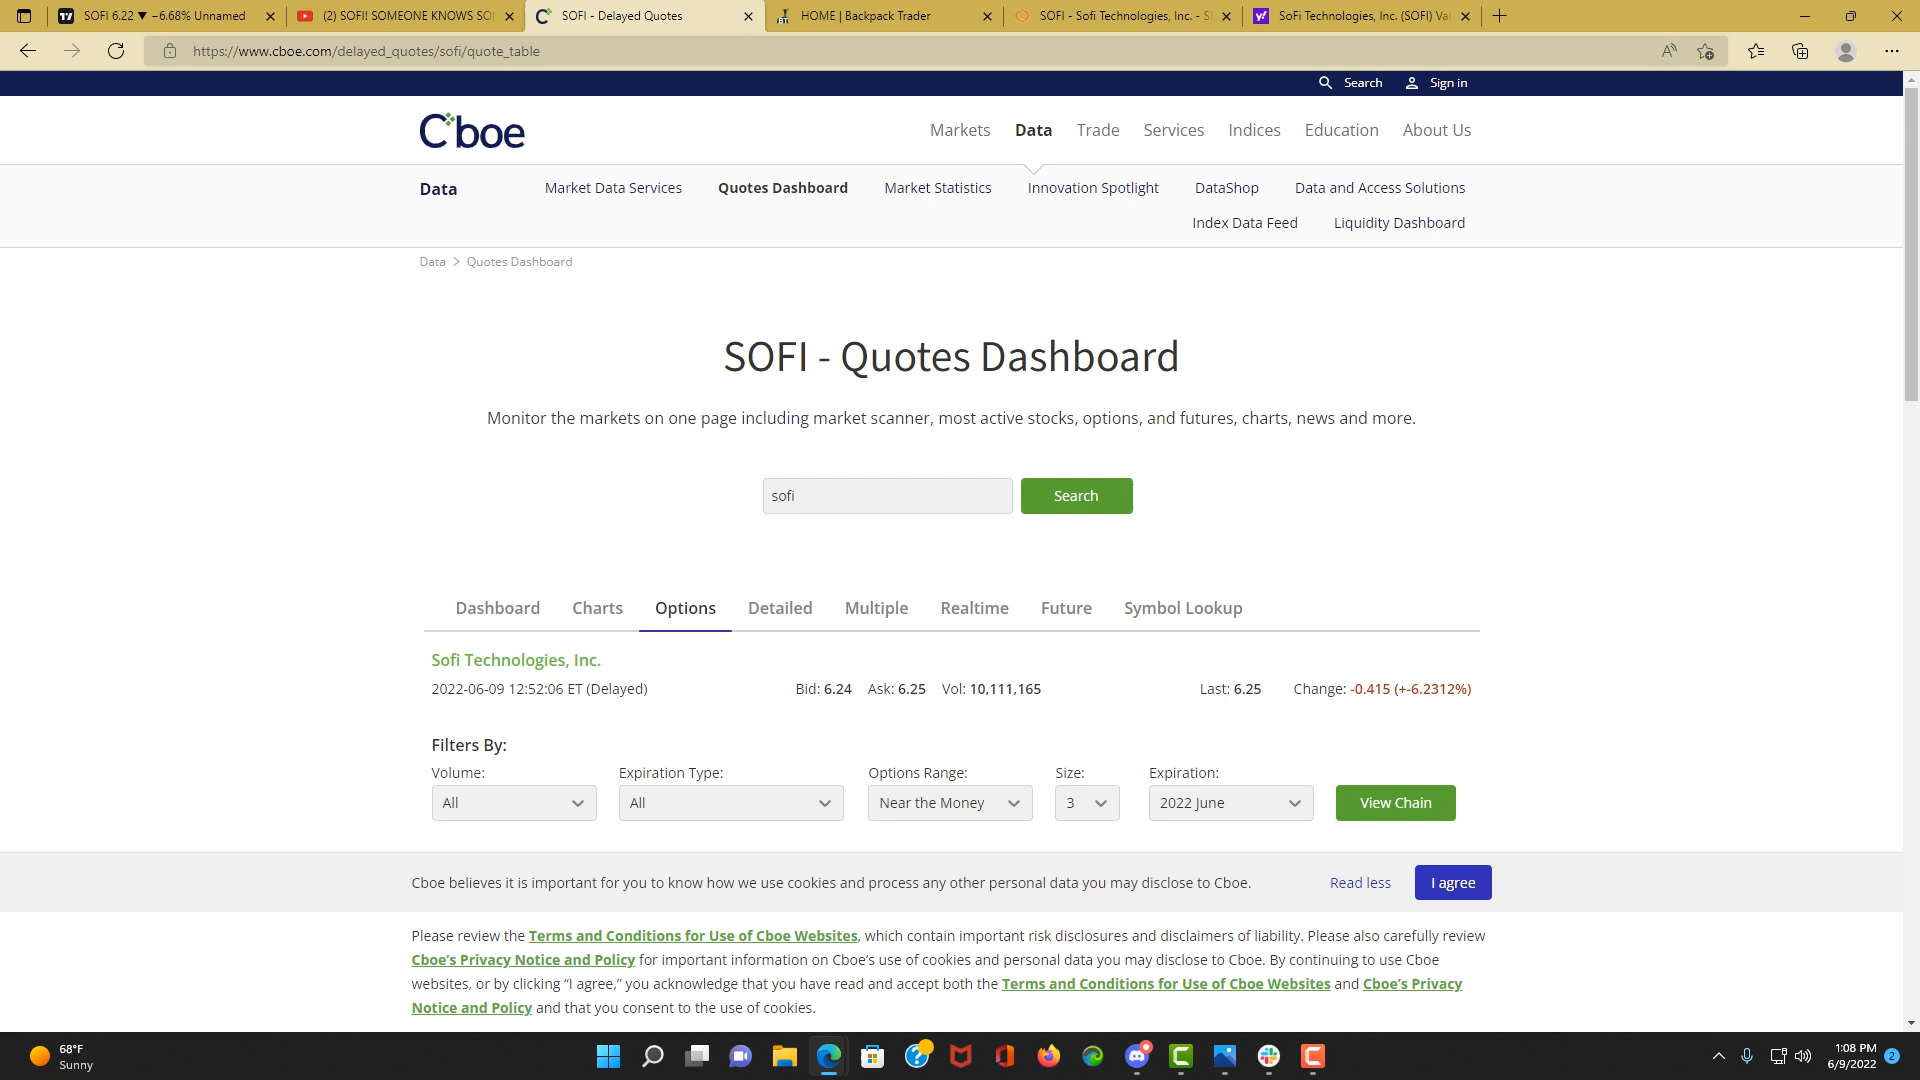 SOFI 6.22 ▼ −6.68% Unnamed
(2) SOFI! SOMEONE KNOWS SO
SOFI - Delayed Quotes
HOME | Backpack Trader
SOFI - Sofi Technologies, Inc. - S
SoFi Technologies, Inc. (SOFI) Va
https://www.cboe.com/delayed_quotes/sofi/quote_table
Search
Sign in
Cboe
Markets
Data
Trade
Services
Indices
Education
About Us
Data
Market Data Services
Quotes Dashboard
Market Statistics
Innovation Spotlight
DataShop
Data and Access Solutions
Index Data Feed
Liquidity Dashboard
Data > Quotes Dashboard
SOFI - Quotes Dashboard
Monitor the markets on one page including market scanner, most active stocks, options, and futures, charts, news and more.
sofi
Search
Dashboard
Charts
Options
Detailed
Multiple
Realtime
Future
Symbol Lookup
Sofi Technologies, Inc.
2022-06-09 12:52:06 ET (Delayed)
Bid: 6.24 Ask: 6.25 Vol: 10,111,165
Last: 6.25
Change: -0.415 (+-6.2312%)
Filters By:
Volume:
Expiration Type:
Options Range:
Size:
Expiration:
All
All
Near the Money
3
2022 June
View Chain
Cboe believes it is important for you to know how we use cookies and process any other personal data you may disclose to Cboe.
Read less
I agree
Please review the Terms and Conditions for Use of Cboe Websites, which contain important risk disclosures and disclaimers of liability. Please also carefully review
Cboe's Privacy Notice and Policy for important information on Cboe's use of cookies and personal data you may disclose to Cboe. By continuing to use Cboe
websites, or by clicking “I agree,” you acknowledge that you have read and accept both the Terms and Conditions for Use of Cboe Websites and Cboe's Privacy
Notice and Policy and that you consent to the use of cookies.
68°F
Sunny
1:08 PM
6/9/2022
2